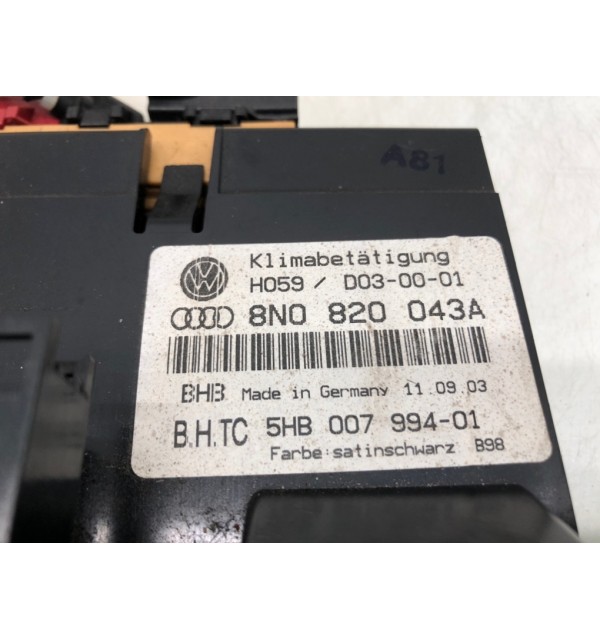 A81
Klimabetätigung
H059 / D03-00-01
8N0 820 043A
BHB Made in Germany 11.09.03
B.H.TC 5HB 007 994-01
Farbe:satinschwarz B98